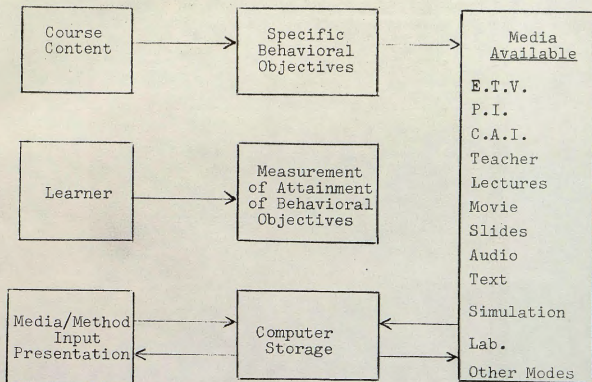 Course
Content
Specific
Behavioral
Objectives
Media
Available
E.T.V.
P.I.
C.A.I.
Teacher
Lectures
Movie
Slides
Audio
Text
Simulation
Lab.
Other Modes
Learner
Measurement
of Attainment
of Behavioral
Objectives
Media/Method
Input
Presentation
Computer
Storage